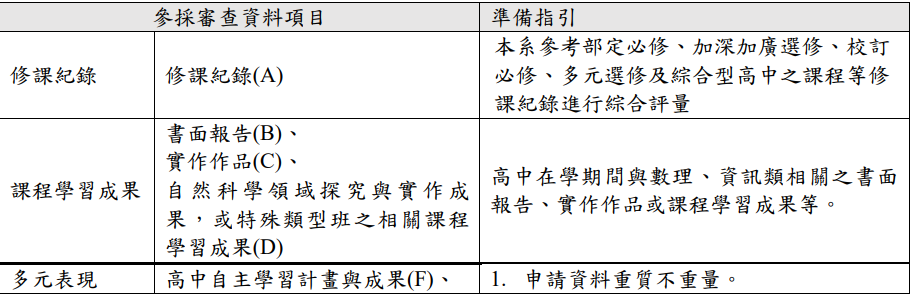 參採審查資料項目
準備指引
修課紀錄
修課紀錄(A)
本系參考部定必修、加深加廣選修、校訂
必修、多元選修及綜合型高中之課程等修
課紀錄進行綜合評量
課程學習成果
書面報告(B)、
實作作品(C)、
自然科學領域探究與實作成
果，或特殊類型班之相關課程
學習成果(D)
高中在學期間與數理、資訊類相關之書面
報告、實作作品或課程學習成果等。
多元表現
高中自主學習計畫與成果(F)、
1. 申請資料重質不重量。